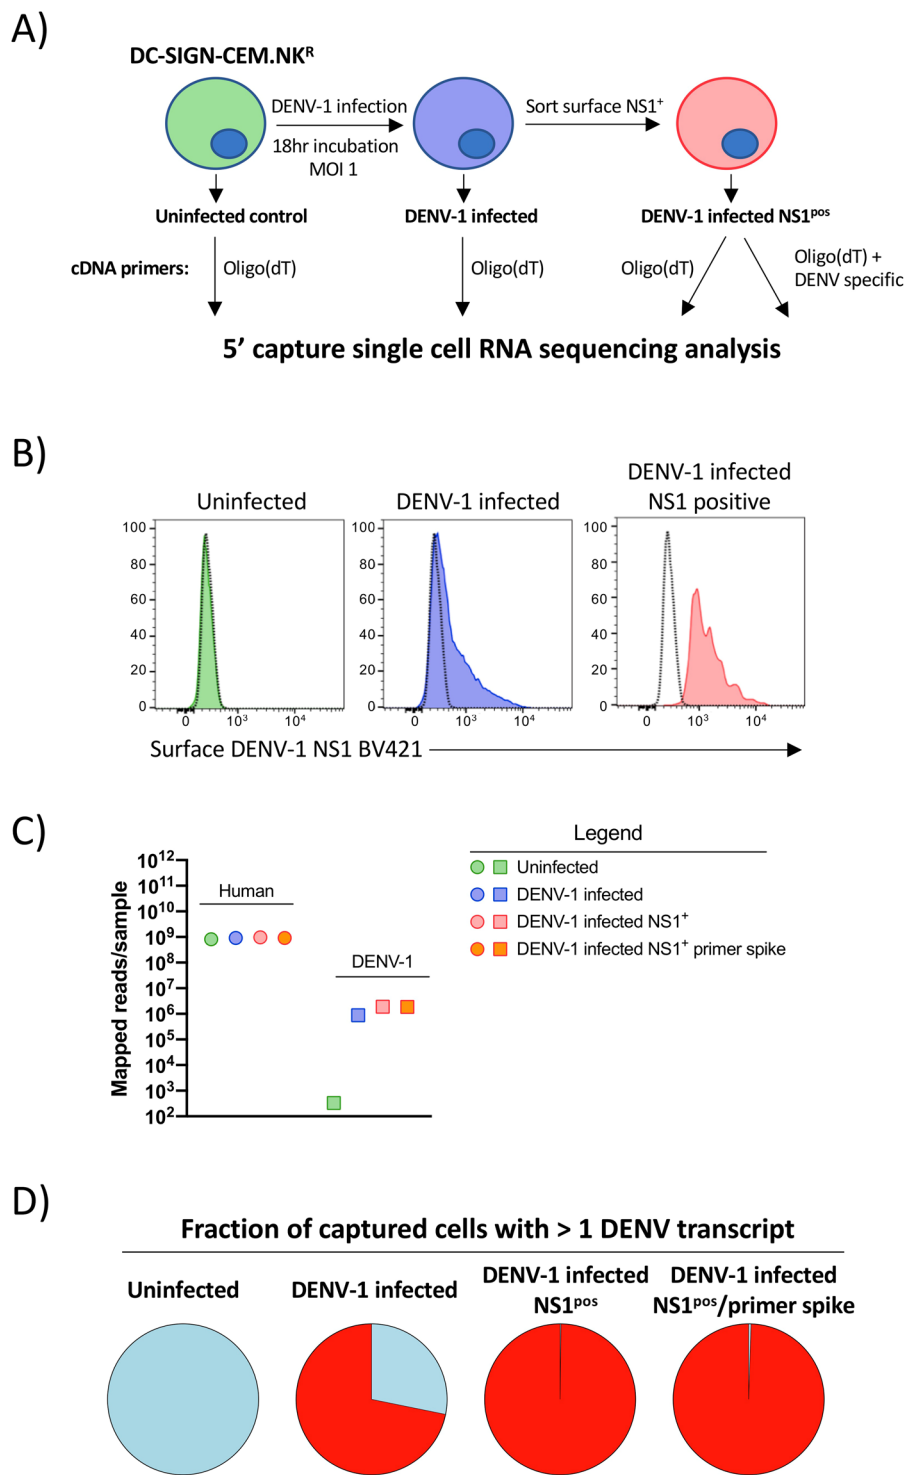 A)
DC-SIGN-CEM.NKᴿ
DENV-1 infection
18hr incubation
MOI 1
Sort surface NS1⁺
Uninfected control
DENV-1 infected
DENV-1 infected NS1ᵖᵒˢ
cDNA primers:
Oligo(dT)
Oligo(dT)
Oligo(dT)
Oligo(dT) +
DENV specific
5’ capture single cell RNA sequencing analysis
B)
Uninfected
DENV-1 infected
DENV-1 infected
NS1 positive
100
80
60
40
20
0
0 10³ 10⁴
100
80
60
40
20
0
0 10³ 10⁴
100
80
60
40
20
0
0 10³ 10⁴
Surface DENV-1 NS1 BV421
C)
Mapped reads/sample
10¹²
10¹¹
10¹⁰
10⁹
10⁸
10⁷
10⁶
10⁵
10⁴
10³
10²
Human
DENV-1
Legend
Uninfected
DENV-1 infected
DENV-1 infected NS1⁺
DENV-1 infected NS1⁺ primer spike
D)
Fraction of captured cells with > 1 DENV transcript
Uninfected
DENV-1 infected
DENV-1 infected
NS1ᵖᵒˢ
DENV-1 infected
NS1ᵖᵒˢ/primer spike